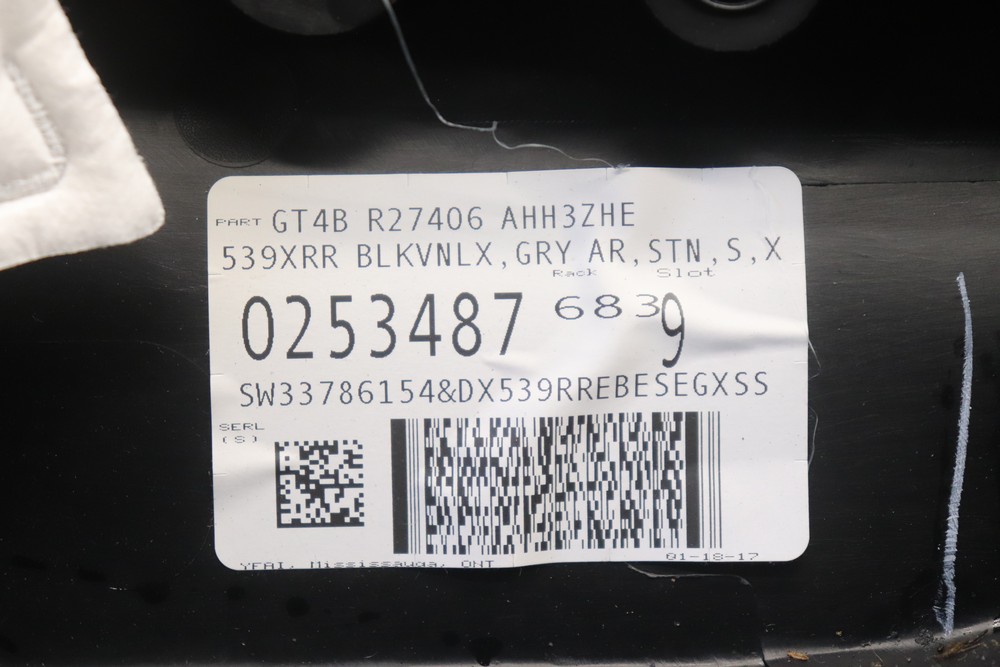 PART GT4B R27406 AHH3ZHE
539XRR BLKVNLX,GRY AR,STN,S,X
Rack Slot
0253487 683 9
SW33786154&DX539RREBESEGXSS
SERL
(S)
01-18-17
YFAI, Mississauga, ONT